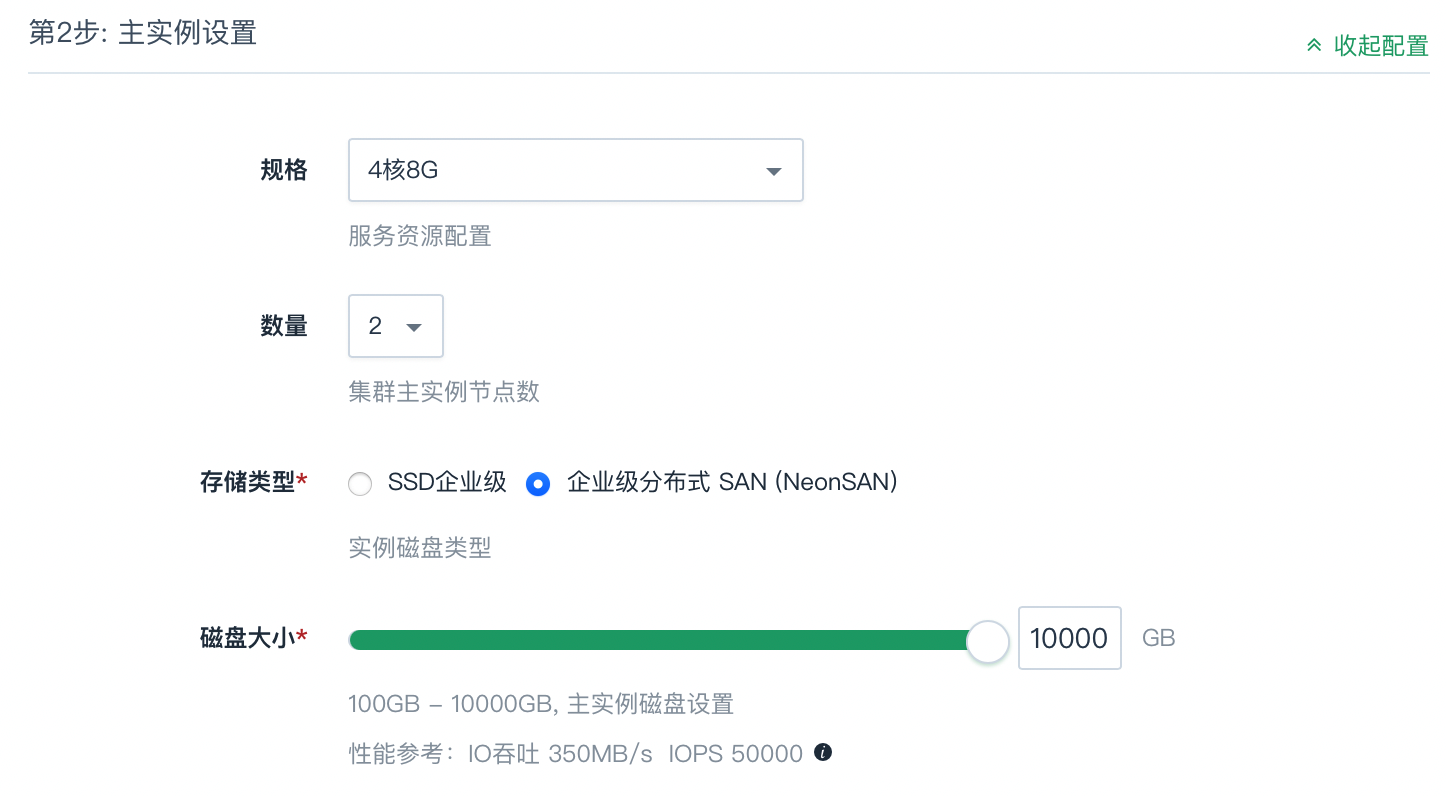 第2步: 主实例设置
收起配置
规格
4核8G
服务资源配置
数量
2
集群主实例节点数
存储类型*
SSD企业级
企业级分布式 SAN (NeonSAN)
实例磁盘类型
磁盘大小*
10000
GB
100GB – 10000GB, 主实例磁盘设置
性能参考：IO吞吐 350MB/s IOPS 50000